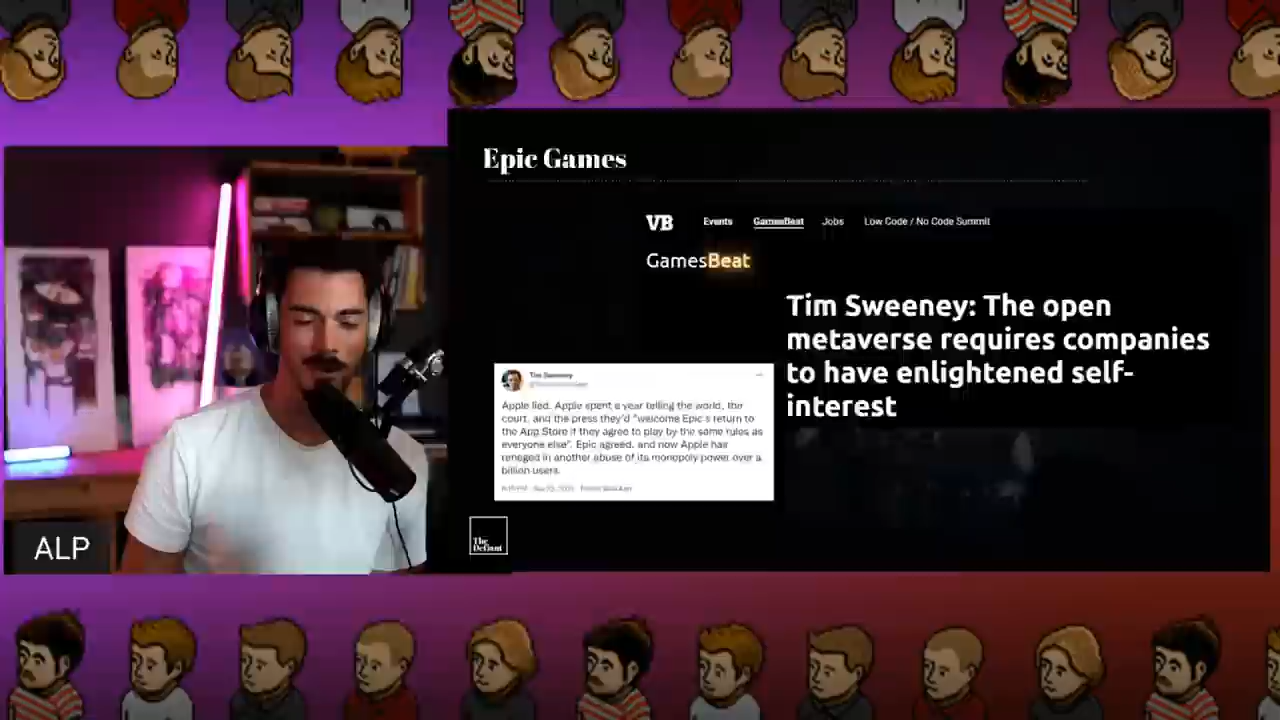 Epic Games
VB Events GamesBeat Jobs Low Code / No Code Summit
GamesBeat
Tim Sweeney: The open
metaverse requires companies
to have enlightened self-
interest
Tim Sweeney
Apple lied. Apple spent a year telling the world, the
court, and the press they'd "welcome Epic's return to
the App Store if they agree to play by the same rules as
everyone else". Epic agreed, and now Apple has
reneged in another abuse of its monopoly power over a
billion users.
The
Defiant
ALP